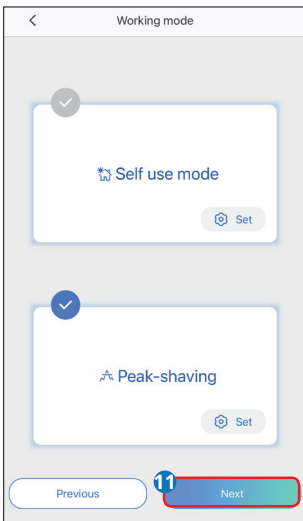 Working mode
Self use mode
Set
Peak-shaving
Set
Previous
11
Next